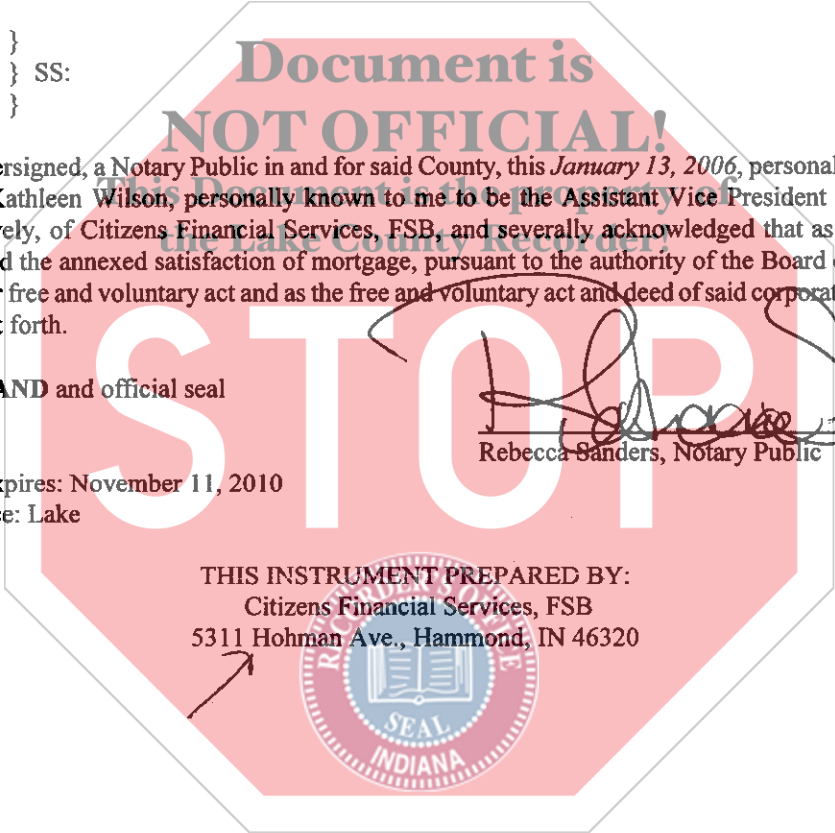 }
} SS:
}
Document is
NOT OFFICIAL!
This Document is the property of
the Lake County Recorder!
STOP
ersigned, a Notary Public in and for said County, this January 13, 2006, personal
Kathleen Wilson, personally known to me to be the Assistant Vice President
ely, of Citizens Financial Services, FSB, and severally acknowledged that as
d the annexed satisfaction of mortgage, pursuant to the authority of the Board
free and voluntary act and as the free and voluntary act and deed of said corporat
forth.
AND and official seal
Rebecca Sanders, Notary Public
xpires: November 11, 2010
ce: Lake
THIS INSTRUMENT PREPARED BY:
Citizens Financial Services, FSB
5311 Hohman Ave., Hammond, IN 46320
RECORDER'S OFFICE
SEAL
INDIANA